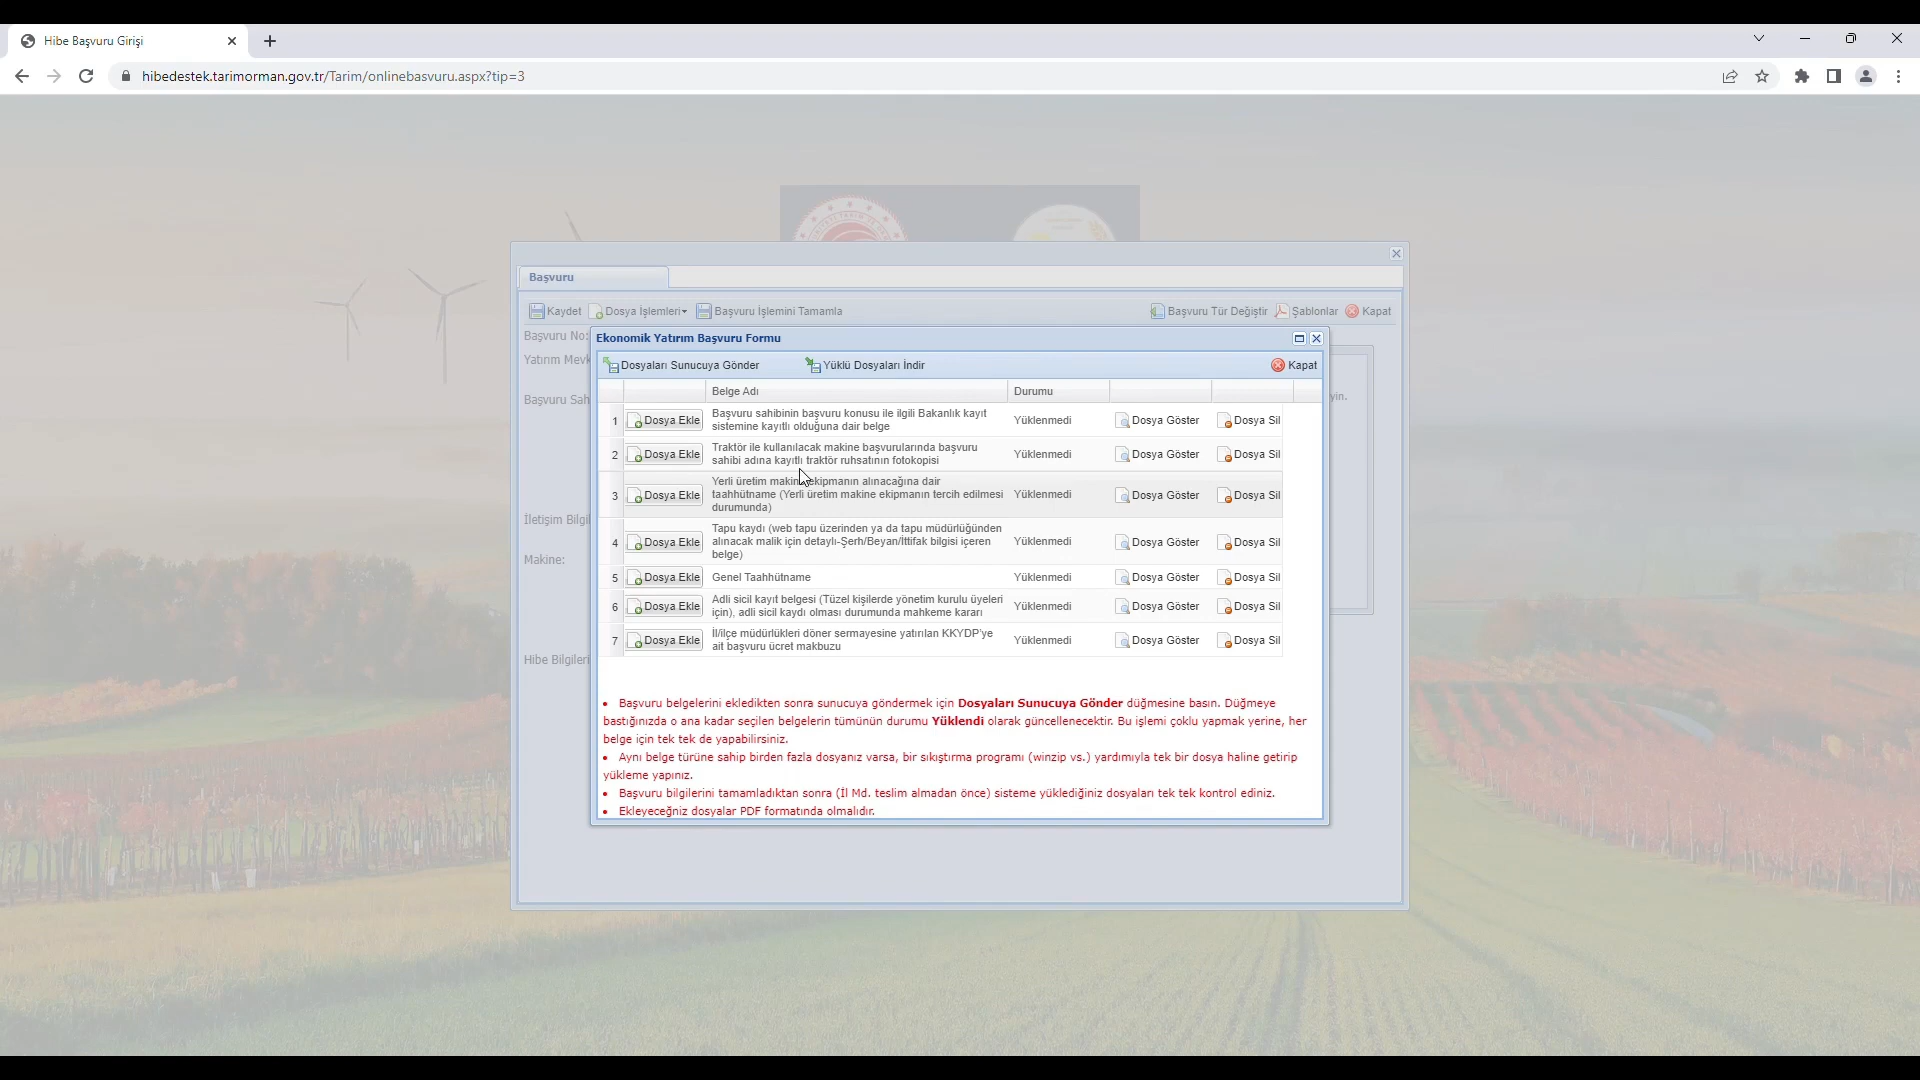 Hibe Başvuru Girişi
hibedestek.tarimorman.gov.tr/Tarim/onlinebasvuru.aspx?tip=3
Başvuru
Kaydet Dosya İşlemleri Başvuru İşlemini Tamamla Başvuru Tür Değiştir Şablonlar Kapat
Başvuru No:
Yatırım Mevk
Başvuru Sah
yin.
İletişim Bilgil
Makine:
Hibe Bilgileri
Ekonomik Yatırım Başvuru Formu
Dosyaları Sunucuya Gönder Yüklü Dosyaları İndir Kapat
Belge Adı Durumu
1 Dosya Ekle Başvuru sahibinin başvuru konusu ile ilgili Bakanlık kayıt Yüklenmedi Dosya Göster Dosya Sil
sistemine kayıtlı olduğuna dair belge
2 Dosya Ekle Traktör ile kullanılacak makine başvurularında başvuru Yüklenmedi Dosya Göster Dosya Sil
sahibi adına kayıtlı traktör ruhsatının fotokopisi
Yerli üretim makine ekipmanın alınacağına dair
3 Dosya Ekle taahhütname (Yerli üretim makine ekipmanın tercih edilmesi Yüklenmedi Dosya Göster Dosya Sil
durumunda)
Tapu kaydı (web tapu üzerinden ya da tapu müdürlüğünden
4 Dosya Ekle alınacak malik için detaylı-Şerh/Beyan/İttifak bilgisi içeren Yüklenmedi Dosya Göster Dosya Sil
belge)
5 Dosya Ekle Genel Taahhütname Yüklenmedi Dosya Göster Dosya Sil
6 Dosya Ekle Adli sicil kayıt belgesi (Tüzel kişilerde yönetim kurulu üyeleri Yüklenmedi Dosya Göster Dosya Sil
için), adli sicil kaydı olması durumunda mahkeme kararı
7 Dosya Ekle İl/ilçe müdürlükleri döner sermayesine yatırılan KKYDP'ye Yüklenmedi Dosya Göster Dosya Sil
ait başvuru ücret makbuzu
• Başvuru belgelerini ekledikten sonra sunucuya göndermek için Dosyaları Sunucuya Gönder düğmesine basın. Düğmeye
bastığınızda o ana kadar seçilen belgelerin tümünün durumu Yüklendi olarak güncellenecektir. Bu işlemi çoklu yapmak yerine, her
belge için tek tek de yapabilirsiniz.
• Aynı belge türüne sahip birden fazla dosyanız varsa, bir sıkıştırma programı (winzip vs.) yardımıyla tek bir dosya haline getirip
yükleme yapınız.
• Başvuru bilgilerini tamamladıktan sonra (İl Md. teslim almadan önce) sisteme yüklediğiniz dosyaları tek tek kontrol ediniz.
• Ekleyeceğniz dosyalar PDF formatında olmalıdır.